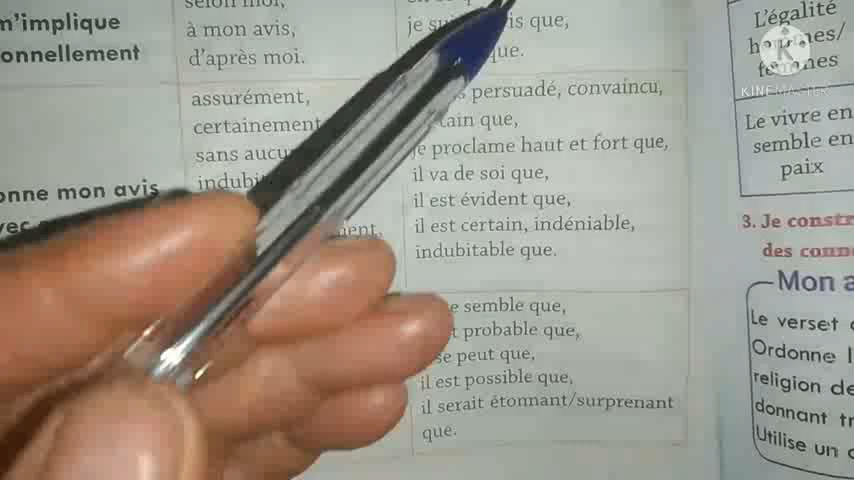 selon moi,
m'implique
onnellement
à mon avis,
d'après moi.
que,
que.
assurément,
certainement
sans
persuadé, convaincu,
que,
je proclame haut et fort que,
il va de soi que,
il est évident que,
il est certain, indéniable,
indubitable que.
onne mon avis
semble que,
probable que,
se peut que,
il est possible que,
il serait étonnant/surprenant
que.
L'égalité
hommes/
femmes
KINEMASTER
Le vivre en
semble en
paix
3. Je constr
des conn
Mon a
Le verset
Ordonne l
religion de
donnant tr
Utilise un